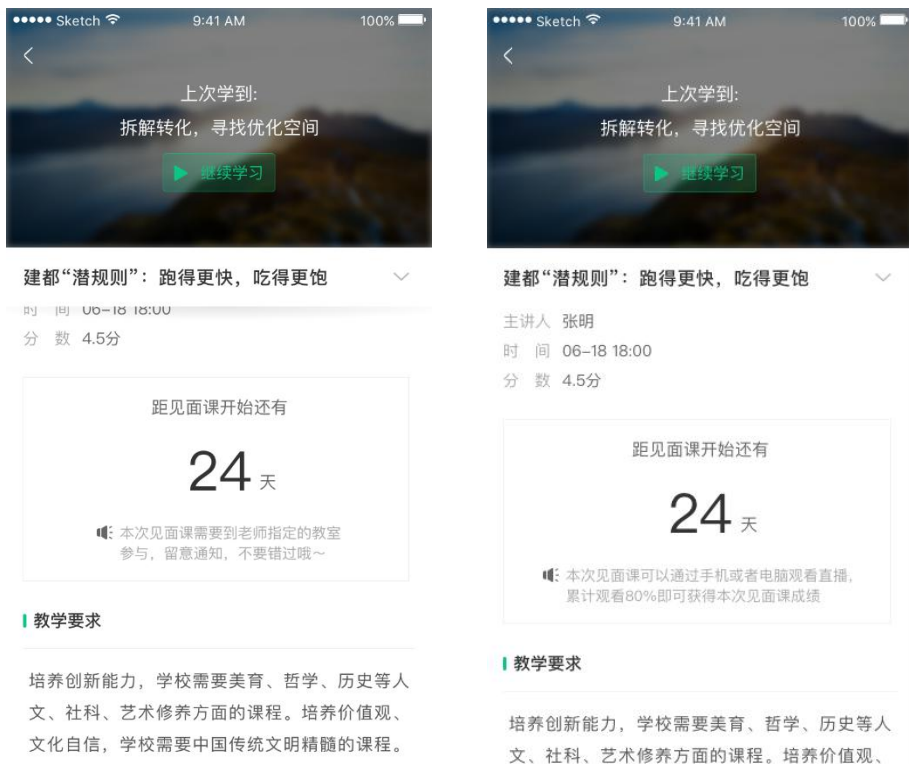 ●●●●● Sketch 9:41 AM 100%
上次学到:
拆解转化，寻找优化空间
继续学习
建都“潜规则”：跑得更快，吃得更饱
时 间 06-18 18:00
分 数 4.5分
距见面课开始还有
24 天
本次见面课需要到老师指定的教室
参与，留意通知，不要错过哦～
教学要求
培养创新能力，学校需要美育、哲学、历史等人
文、社科、艺术修养方面的课程。培养价值观、
文化自信，学校需要中国传统文明精髓的课程。
●●●●● Sketch 9:41 AM 100%
上次学到:
拆解转化，寻找优化空间
继续学习
建都“潜规则”：跑得更快，吃得更饱
主讲人 张明
时 间 06-18 18:00
分 数 4.5分
距见面课开始还有
24 天
本次见面课可以通过手机或者电脑观看直播，
累计观看80%即可获得本次见面课成绩
教学要求
培养创新能力，学校需要美育、哲学、历史等人
文、社科、艺术修养方面的课程。培养价值观、